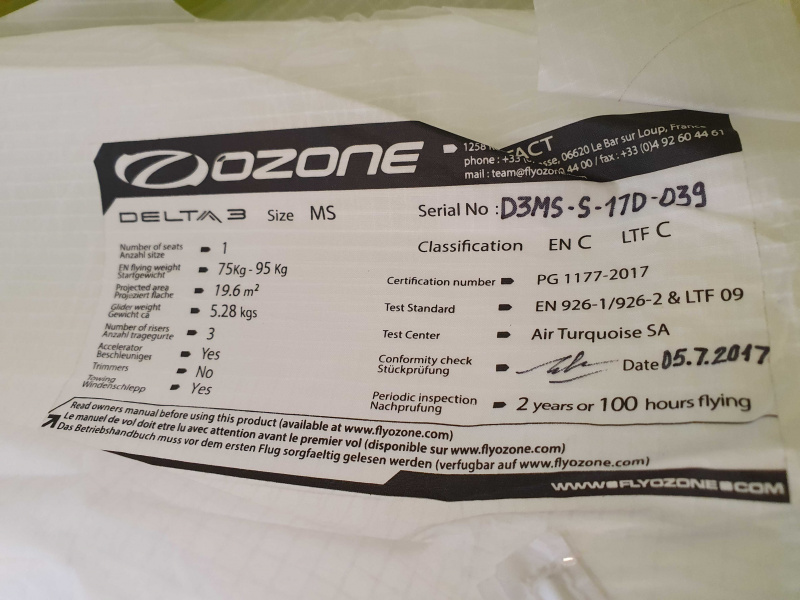 OZONE
1258
ACT
phone : +33 sse, 06620 Le Bar sur Loup, France
mail : team@flyozon 44 00 / fax : +33 (0)4 92 60 44 61
DELTA 3 Size MS
Serial No : D3MS-S-17D-039
Classification EN C LTF C
Number of seats 1
Anzahl sitze
EN flying weight 75Kg - 95 Kg
Startgewicht
Projected area 19.6 m²
Projiziert fläche
Glider weight 5.28 kgs
Gewicht ca
Number of risers 3
Anzahl tragegurte
Accelerator Yes
Beschleuniger
Trimmers No
Towing Yes
Windenschlepp
Certification number PG 1177-2017
Test Standard EN 926-1/926-2 & LTF 09
Test Center Air Turquoise SA
Conformity check Date 05.7.2017
Stückprüfung
Periodic inspection 2 years or 100 hours flying
Nachprufung
Read owners manual before using this product (available at www.flyozone.com)
Le manuel de vol doit etre lu avec attention avant le premier vol (disponible sur www.flyozone.com)
Das Betriebshandbuch muss vor dem ersten Flug sorgfaeltig gelesen werden (verfugbar auf www.flyozone.com)
WWW.FLYOZONE.COM